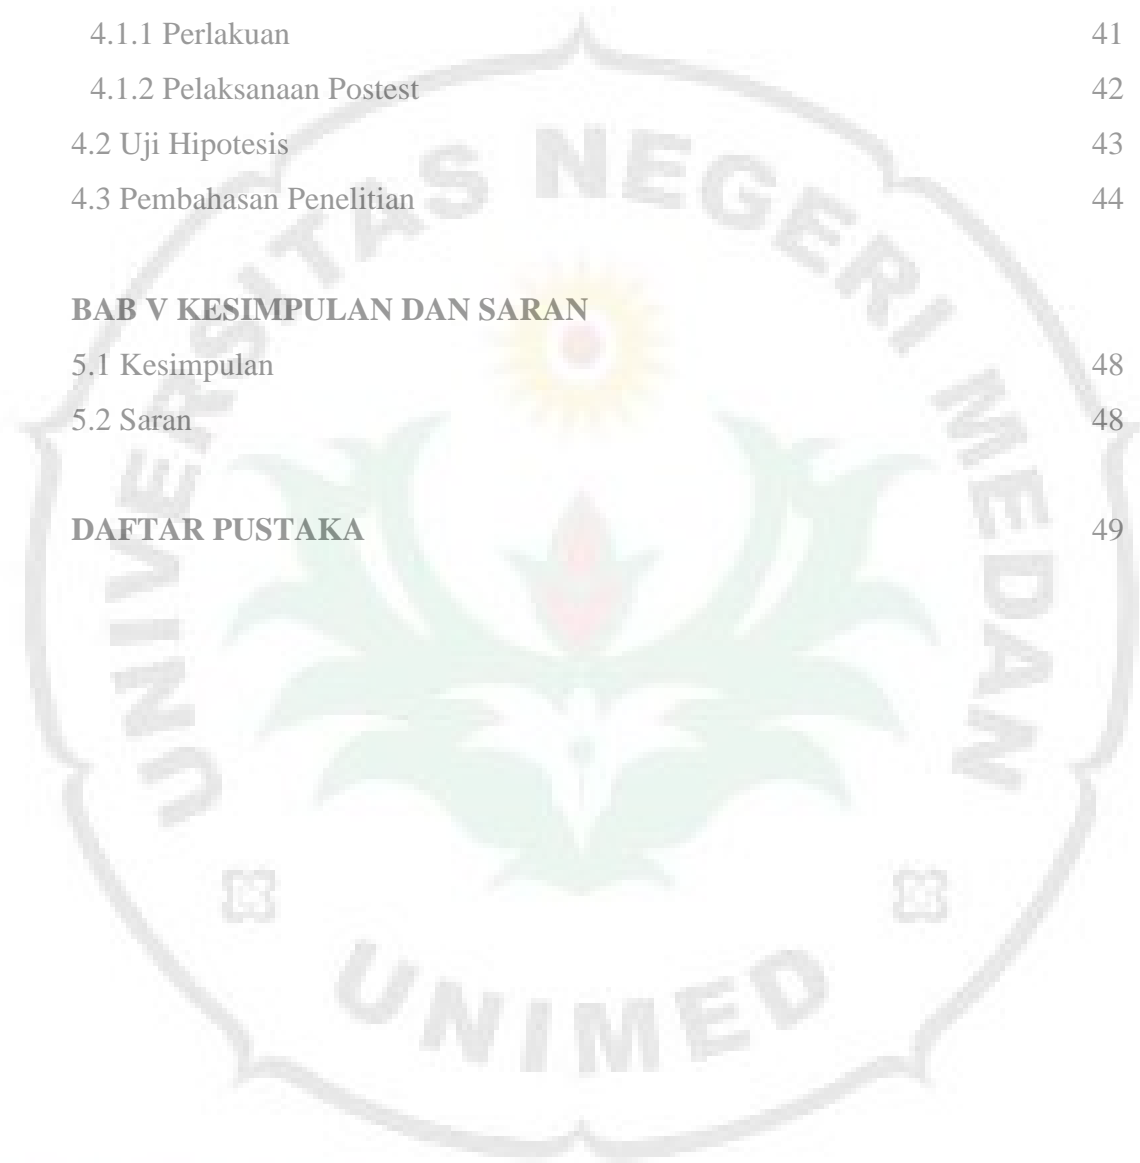 4.1.1 Perlakuan 41
4.1.2 Pelaksanaan Postest 42
4.2 Uji Hipotesis 43
4.3 Pembahasan Penelitian 44
BAB V KESIMPULAN DAN SARAN
5.1 Kesimpulan 48
5.2 Saran 48
DAFTAR PUSTAKA 49
UNIVERSITAS NEGERI MEDAN
UNIMED